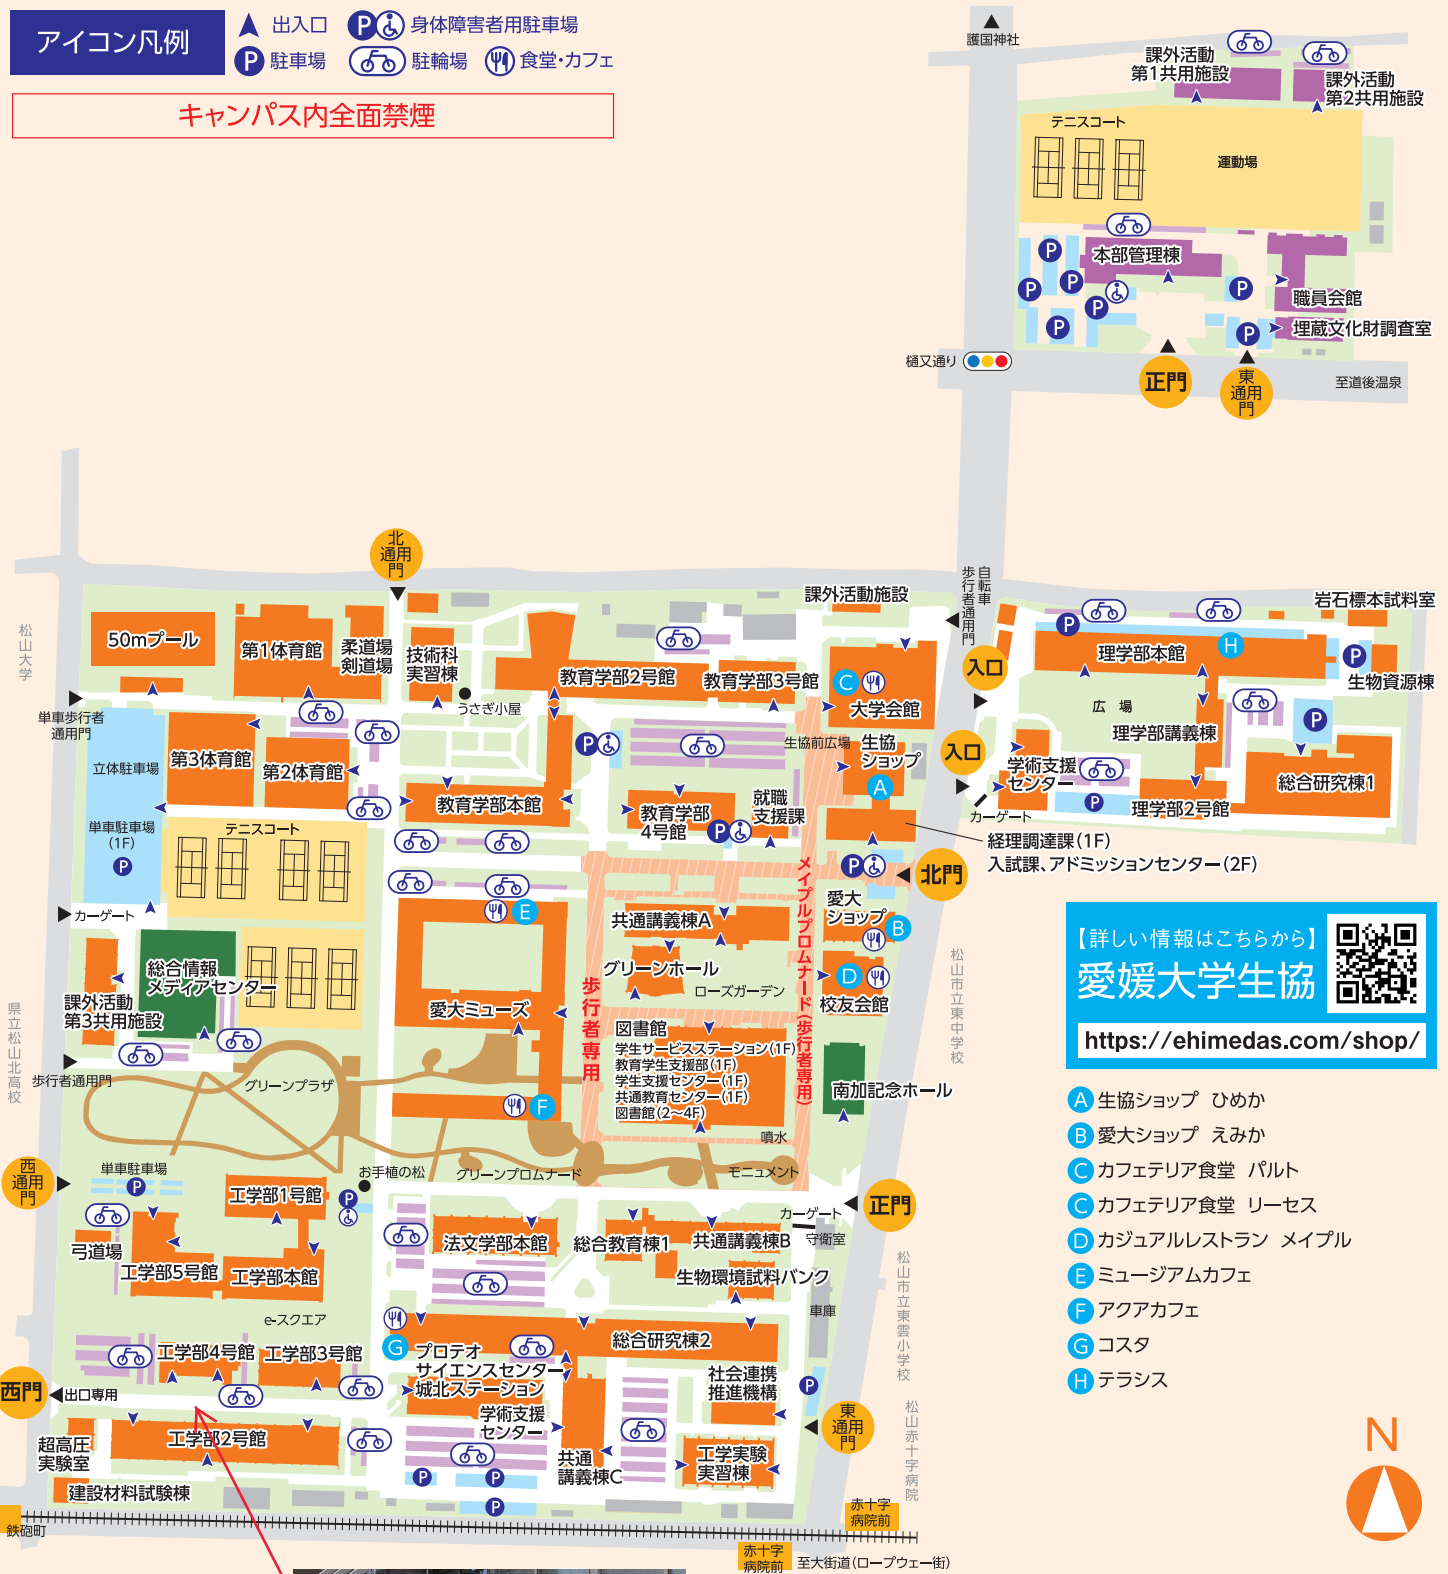 アイコン凡例
出入口
P
身体障害者用駐車場
P
駐車場
駐輪場
食堂・カフェ
キャンパス内全面禁煙
護国神社
課外活動
第1共用施設
課外活動
第2共用施設
テニスコート
運動場
本部管理棟
職員会館
埋蔵文化財調査室
樋又通り
正門
東
通用
門
至道後温泉
北
通用
門
松山大学
50mプール
第1体育館
柔道場
剣道場
技術科
実習棟
うさぎ小屋
教育学部2号館
教育学部3号館
課外活動施設
C
大学会館
自転車
歩行者通用門
入口
理学部本館
H
岩石標本試料室
生物資源棟
広場
理学部講義棟
単車歩行者
通用門
立体駐車場
第3体育館
第2体育館
教育学部本館
生協前広場
生協
ショップ
A
入口
学術支援
センター
カーゲート
理学部2号館
総合研究棟1
単車駐車場
(1F)
P
テニスコート
教育学部
4号館
就職
支援課
経理調達課(1F)
入試課、アドミッションセンター(2F)
北門
カーゲート
E
共通講義棟A
愛大
ショップ
B
メイプルプロムナード(歩行者専用)
歩行者専用
総合情報
メディアセンター
課外活動
第3共用施設
愛大ミューズ
グリーンホール
ローズガーデン
D
校友会館
松山市立東中学校
図書館
学生サービスステーション(1F)
教育学生支援部(1F)
学生支援センター(1F)
共通教育センター(1F)
図書館(2〜4F)
南加記念ホール
県立松山北高校
歩行者通用門
グリーンプラザ
F
噴水
モニュメント
グリーンプロムナード
お手植の松
西
通用
門
単車駐車場
P
工学部1号館
弓道場
工学部5号館
工学部本館
法文学部本館
総合教育棟1
共通講義棟B
カーゲート
守衛室
正門
生物環境試料バンク
車庫
松山市立東雲小学校
e-スクエア
G
プロテオ
サイエンスセンター
城北ステーション
総合研究棟2
工学部4号館
工学部3号館
社会連携
推進機構
西門
出口専用
学術支援
センター
東
通用
門
松山赤十字病院
工学部2号館
超高圧
実験室
建設材料試験棟
共通
講義棟C
工学実験
実習棟
鉄砲町
赤十字
病院前
赤十字
病院前
至大街道(ロープウェー街)
【詳しい情報はこちらから】
愛媛大学生協
https://ehimedas.com/shop/
A 生協ショップ ひめか
B 愛大ショップ えみか
C カフェテリア食堂 パルト
C カフェテリア食堂 リーセス
D カジュアルレストラン メイプル
E ミュージアムカフェ
F アクアカフェ
G コスタ
H テラシス
N